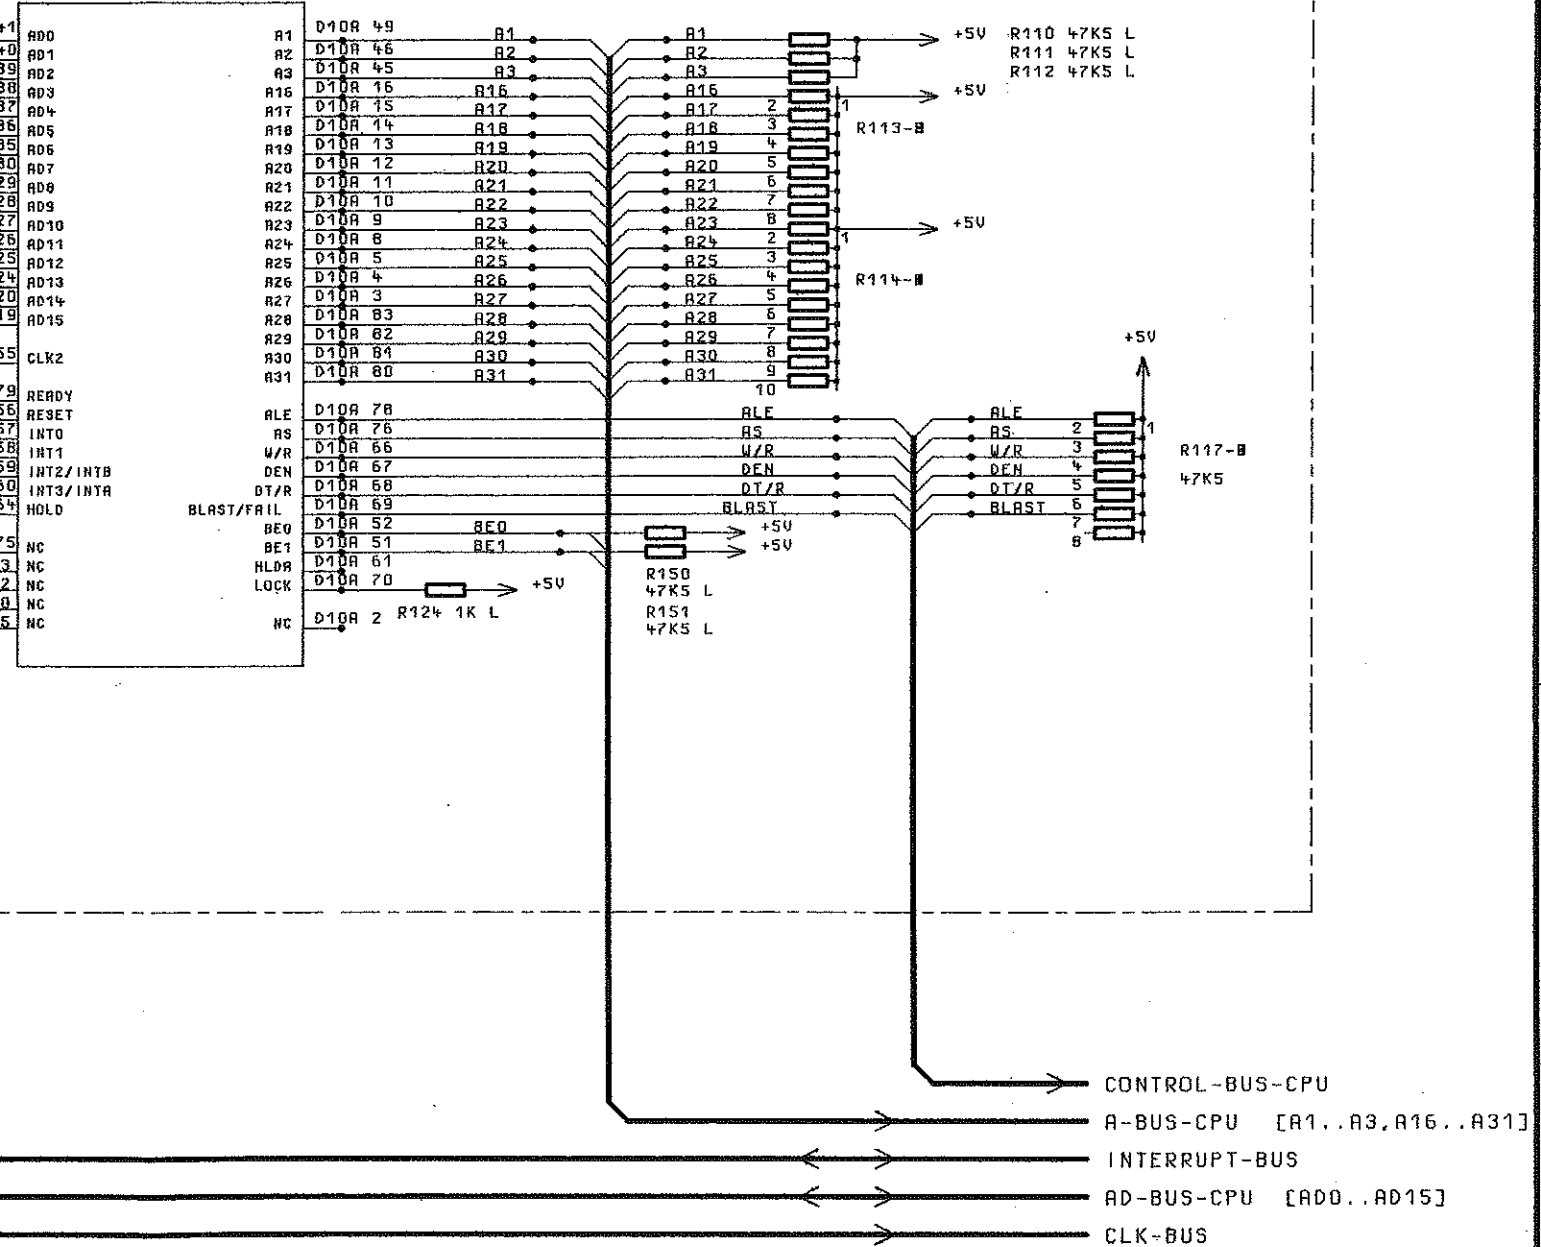 AD0 A1 D10A 49 A1 A1 +5V R110 47K5 L
AD1 A2 D10A 46 A2 A2 R111 47K5 L
AD2 A3 D10A 45 A3 A3 R112 47K5 L
AD3 A16 D10A 16 A16 A16 +5V
AD4 A17 D10A 15 A17 A17 2 1
AD5 A18 D10A 14 A18 A18 3 R113-8
AD6 A19 D10A 13 A19 A19 4
AD7 A20 D10A 12 A20 A20 5
AD8 A21 D10A 11 A21 A21 6
AD9 A22 D10A 10 A22 A22 7
AD10 A23 D10A 9 A23 A23 8 +5V
AD11 A24 D10A 8 A24 A24 2 1
AD12 A25 D10A 5 A25 A25 3
AD13 A26 D10A 4 A26 A26 4
AD14 A27 D10A 3 A27 A27 5
AD15 A28 D10A 83 A28 A28 6
A29 D10A 82 A29 A29 7 +5V
CLK2 A30 D10A 81 A30 A30 8
A31 D10A 80 A31 A31 9
READY 10
RESET ALE D10A 78 ALE ALE
INT0 AS D10A 76 AS AS 2 1
INT1 W/R D10A 66 W/R W/R 3 R117-8
INT2/INTB DEN D10A 67 DEN DEN 4
INT3/INTA DT/R D10A 68 DT/R DT/R 5 47K5
HOLD BLAST/FAIL D10A 69 BLAST BLAST 6
BE0 D10A 52 BE0 +5V 7
NC BE1 D10A 51 BE1 +5V 8
NC HLDA D10A 61 R150
NC LOCK D10A 70 +5V 47K5 L
NC R124 1K L R151
NC NC D10A 2 47K5 L
CONTROL-BUS-CPU
A-BUS-CPU [A1..A3,A16..A31]
INTERRUPT-BUS
AD-BUS-CPU [AD0..AD15]
CLK-BUS